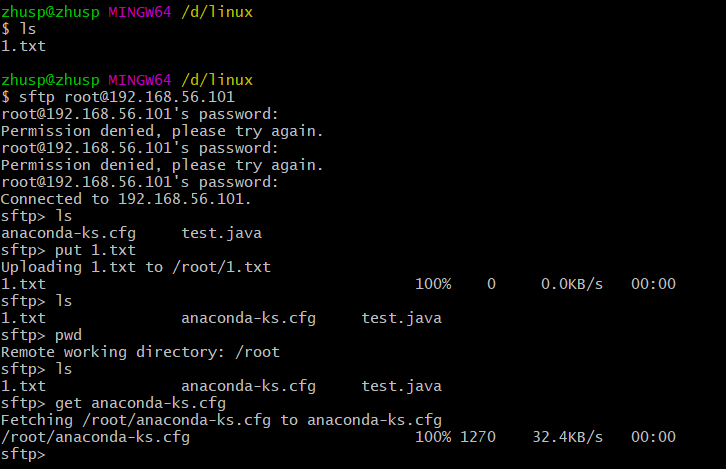 zhusp@zhusp MINGW64 /d/linux
$ ls
1.txt
zhusp@zhusp MINGW64 /d/linux
$ sftp root@192.168.56.101
root@192.168.56.101's password:
Permission denied, please try again.
root@192.168.56.101's password:
Permission denied, please try again.
root@192.168.56.101's password:
Connected to 192.168.56.101.
sftp> ls
anaconda-ks.cfg     test.java
sftp> put 1.txt
Uploading 1.txt to /root/1.txt
1.txt                                         100%    0     0.0KB/s   00:00
sftp> ls
1.txt               anaconda-ks.cfg     test.java
sftp> pwd
Remote working directory: /root
sftp> ls
1.txt               anaconda-ks.cfg     test.java
sftp> get anaconda-ks.cfg
Fetching /root/anaconda-ks.cfg to anaconda-ks.cfg
/root/anaconda-ks.cfg                         100% 1270    32.4KB/s   00:00
sftp>